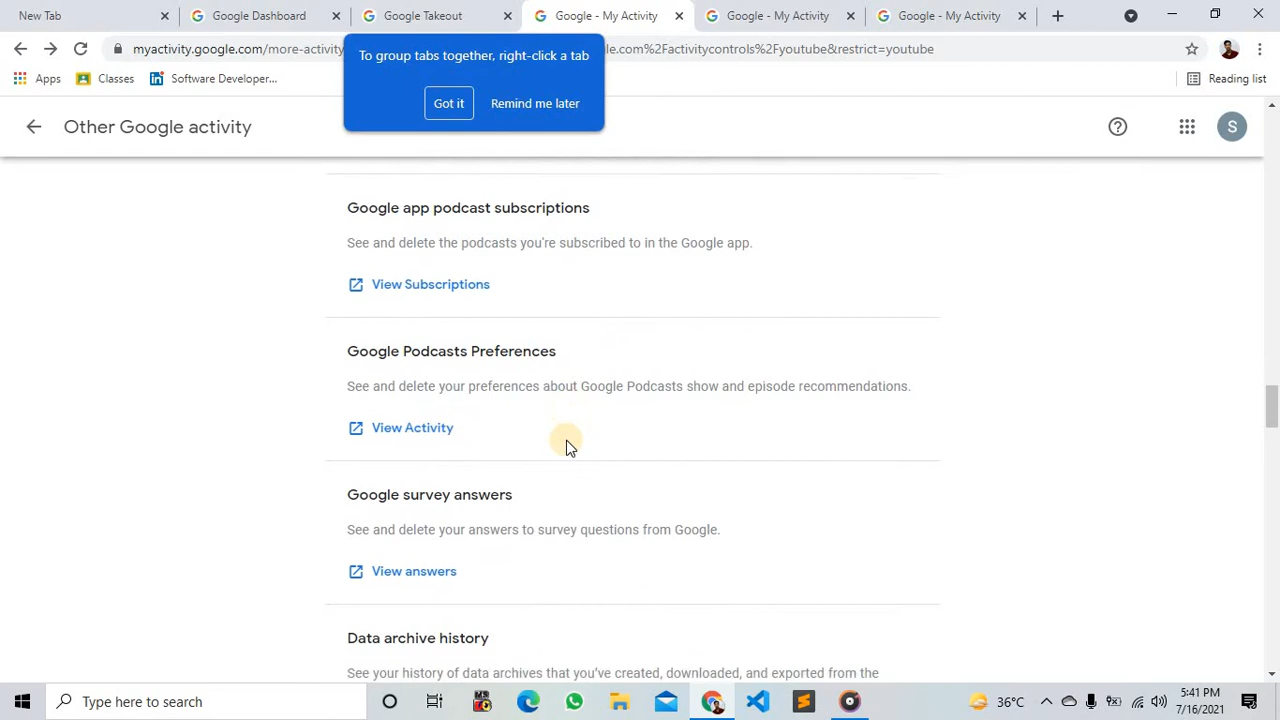 New Tab
Google Dashboard
Google Takeout
Google - My Activity
Google - My Activity
Google - My Activity
myactivity.google.com/more-activity
le.com%2Factivitycontrols%2Fyoutube&restrict=youtube
Apps
Classes
Software Developer...
Reading list
To group tabs together, right-click a tab
Got it
Remind me later
Other Google activity
S
Google app podcast subscriptions
See and delete the podcasts you're subscribed to in the Google app.
View Subscriptions
Google Podcasts Preferences
See and delete your preferences about Google Podcasts show and episode recommendations.
View Activity
Google survey answers
See and delete your answers to survey questions from Google.
View answers
Data archive history
See your history of data archives that you've created, downloaded, and exported from the
Type here to search
36°C
5:41 PM
7/16/2021